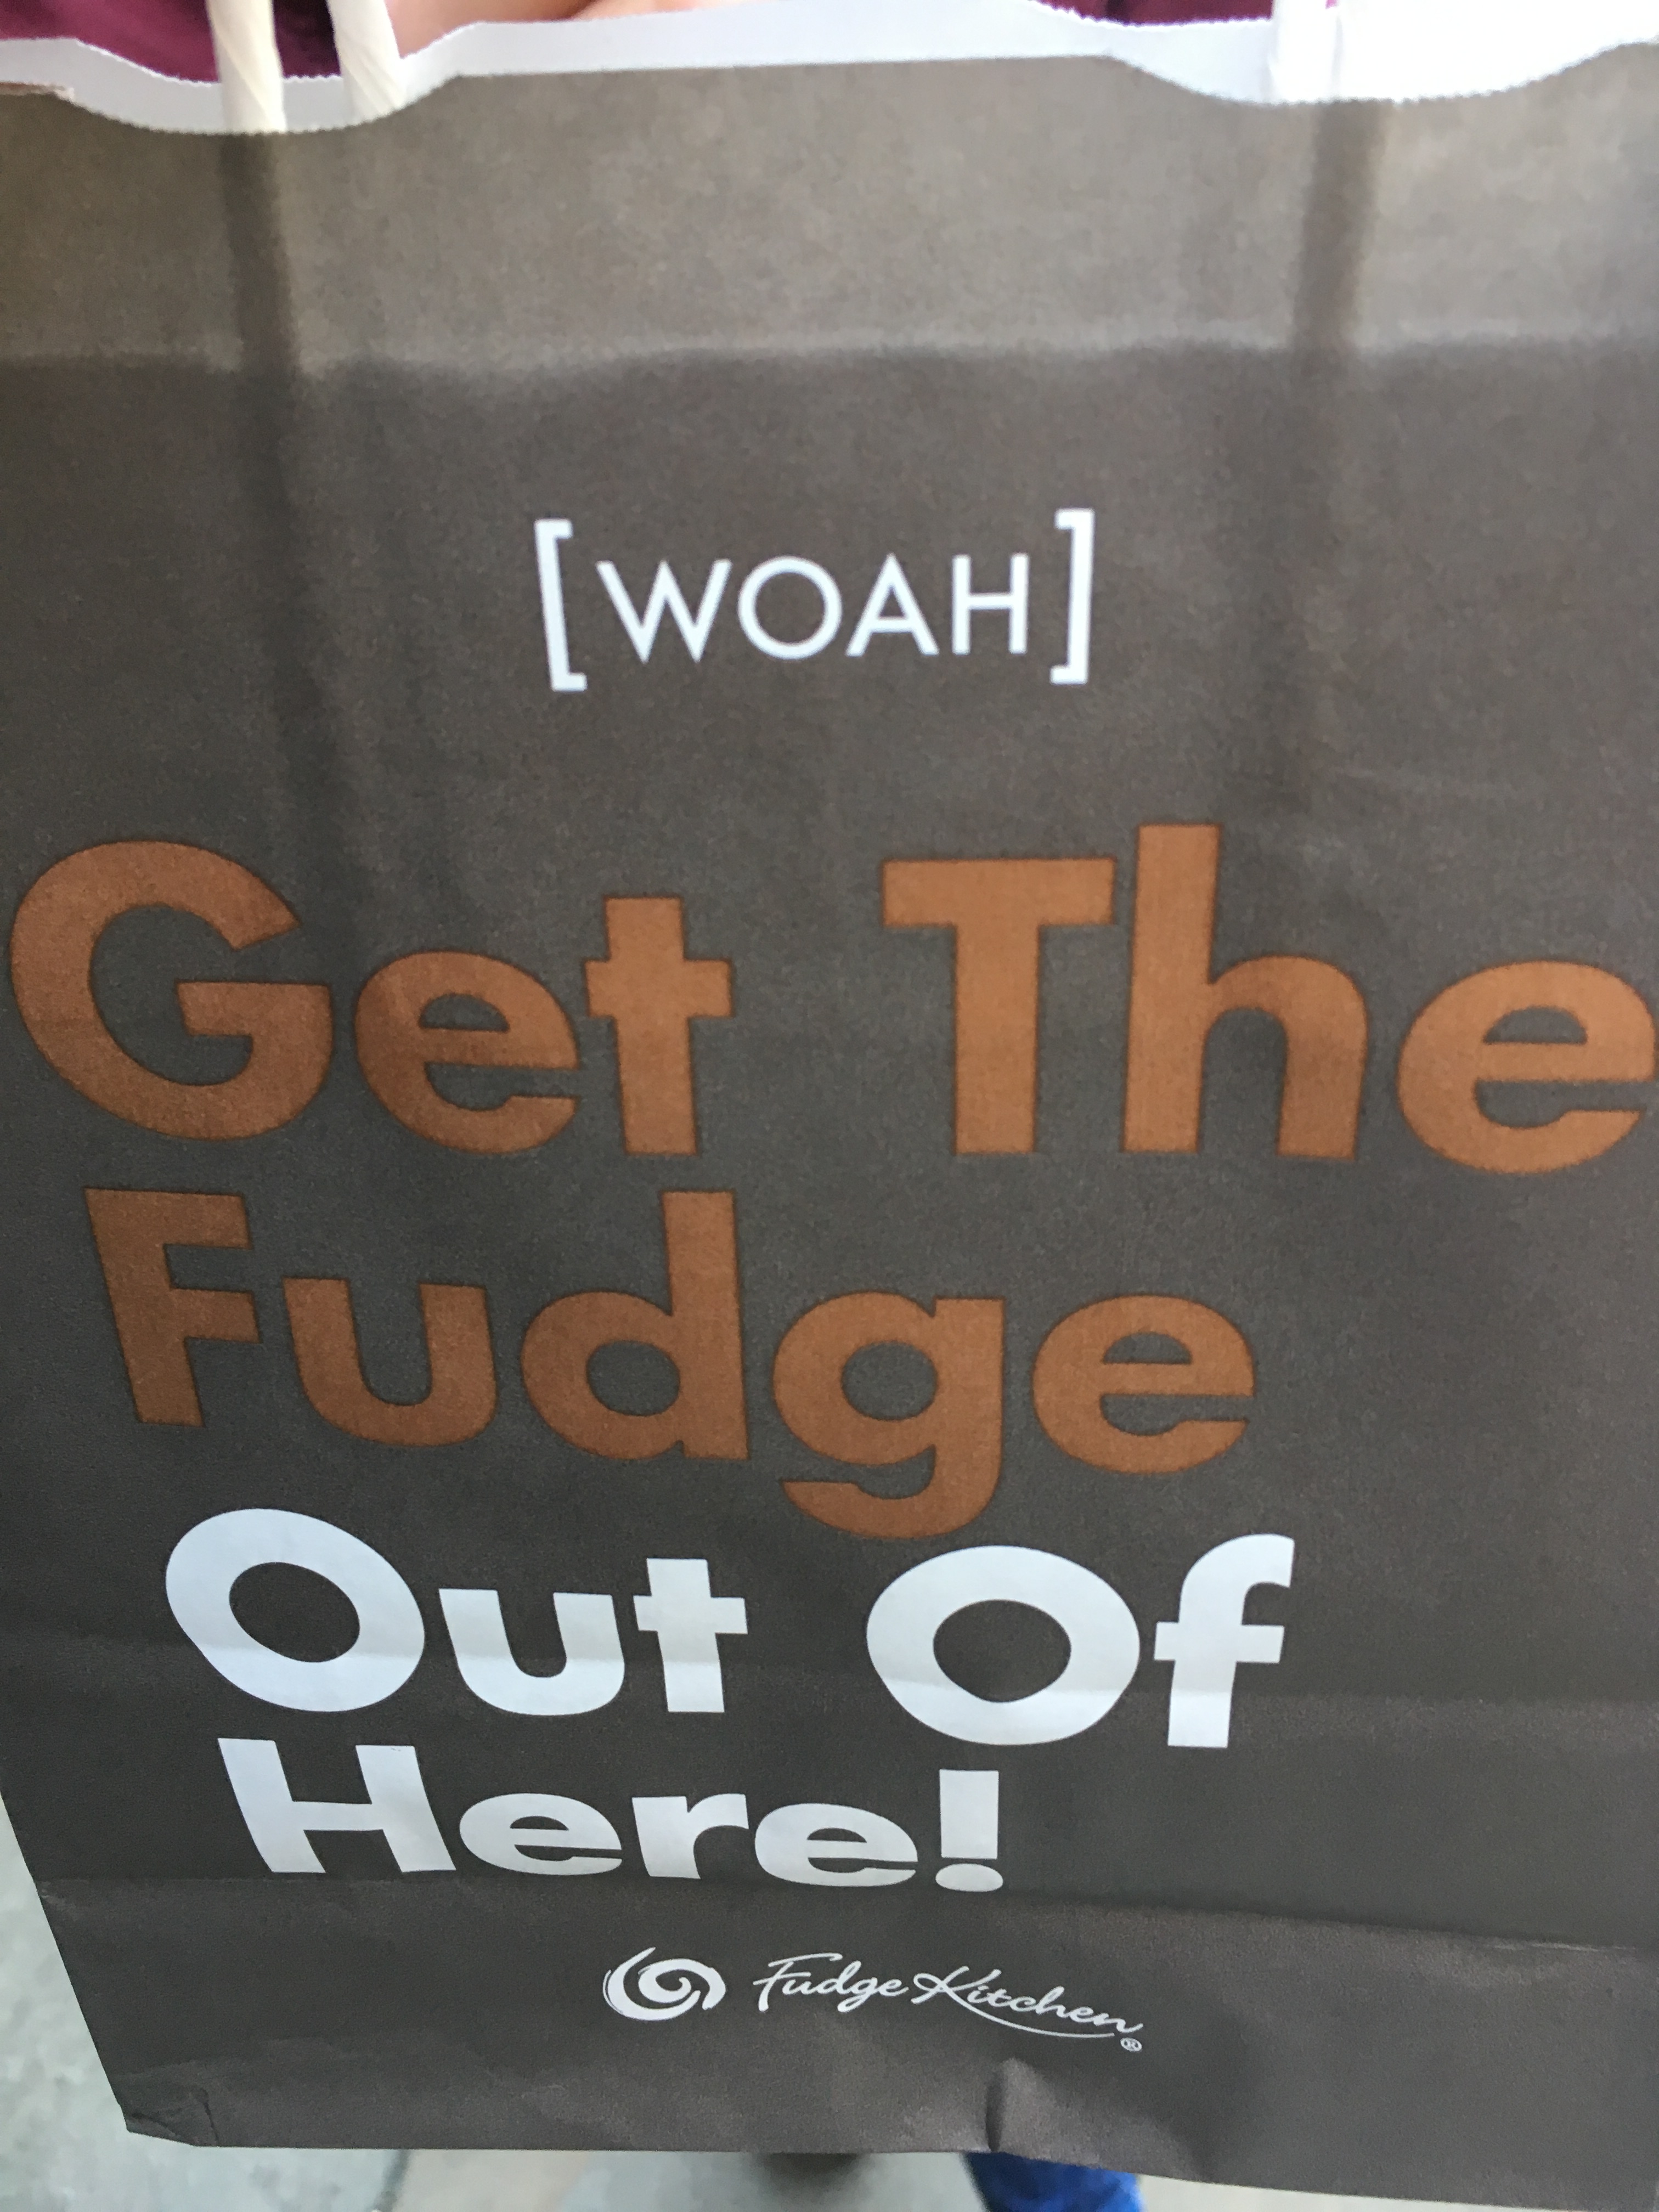 [WOAH]
Get The
Fudge
Out Of
Here!
Fudge Kitchen®